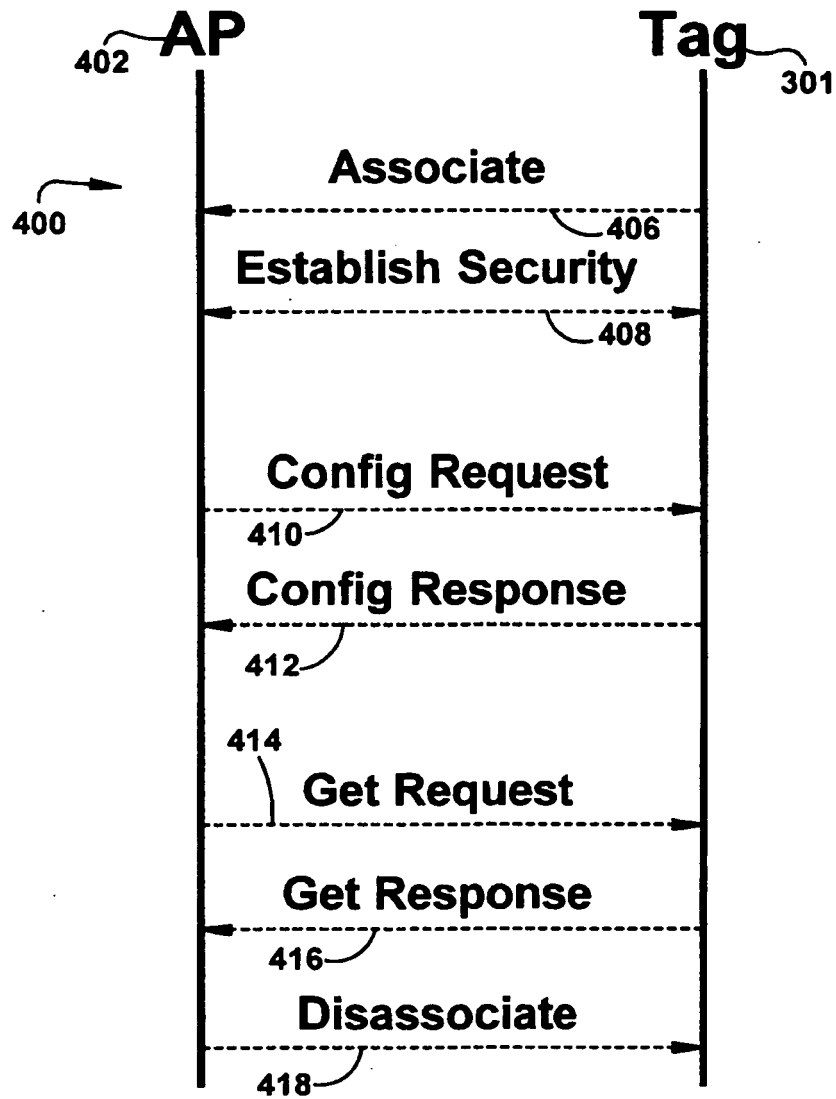 AP
402
Tag
301
400
Associate
406
Establish Security
408
Config Request
410
Config Response
412
414
Get Request
Get Response
416
Disassociate
418